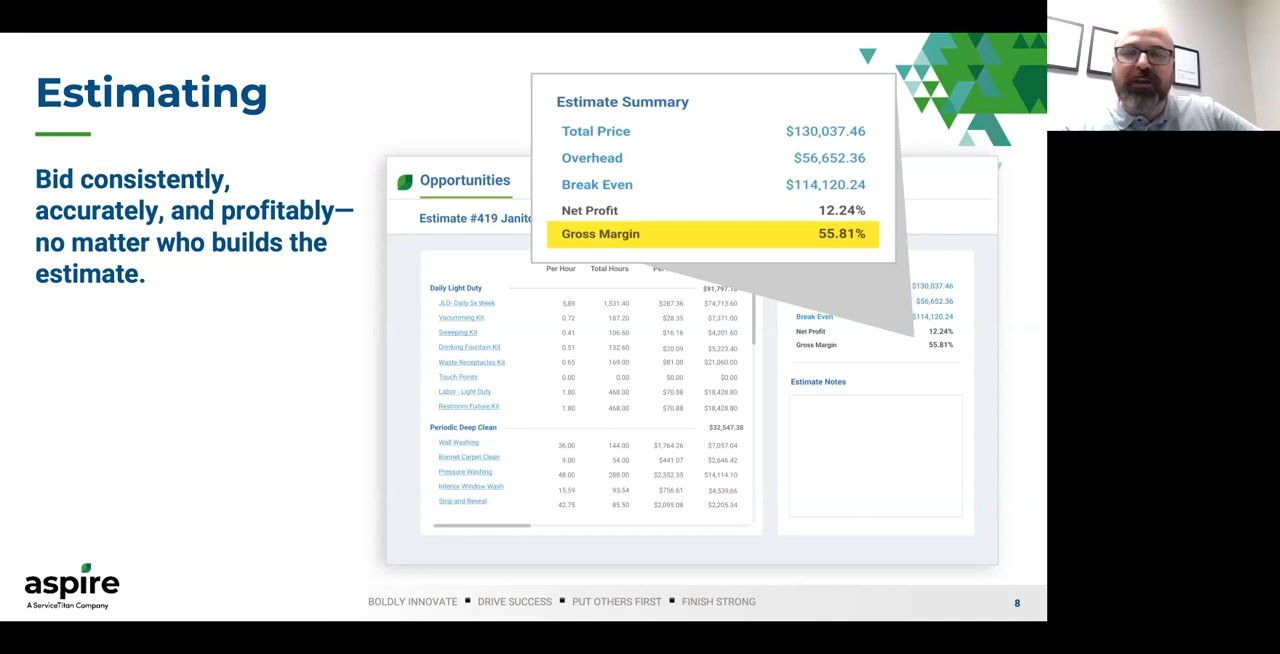 Estimating
Bid consistently,
accurately, and profitably—
no matter who builds the
estimate.
Estimate Summary
Total Price $130,037.46
Overhead $56,652.36
Break Even $114,120.24
Net Profit 12.24%
Gross Margin 55.81%
Opportunities
Estimate #419 Janito
Per Hour Total Hours
Daily Light Duty $91,797.10
JLD- Daily 5x Week 5,89 1,531.40 $287.36 $74,713.60
Vacumming Kit 0.72 187.20 $28.35 $7,371.00
Sweeping Kit 0.41 106.60 $16.16 $4,201.60
Drinking Fountain Kit 0.51 132.60 $20.09 $5,223.40
Waste Receptacles Kit 0.65 169.00 $81.00 $21,060.00
Touch Points 0.00 0.00 $0.00 $0.00
Labor - Light Duty 1.80 468.00 $70.88 $18,428.80
Restroom Fixture Kit 1.80 468.00 $70.88 $18,428.80
Periodic Deep Clean $32,547.38
Wall Washing 36.00 144.00 $1,764.26 $7,057.04
Bonnet Carpet Clean 9.00 54.00 $441.07 $2,646.42
Pressure Washing 48.00 288.00 $2,352.35 $14,114.10
Interior Window Wash 15.59 93.54 $756.61 $4,539,66
Strip and Reseal 42.75 85.50 $2,095.08 $2,205.34
$130,037.46
$56,652.36
Break Even $114,120.24
Net Profit 12.24%
Gross Margin 55.81%
Estimate Notes
aspire
A ServiceTitan Company
BOLDLY INNOVATE ▪ DRIVE SUCCESS ▪ PUT OTHERS FIRST ▪ FINISH STRONG
8